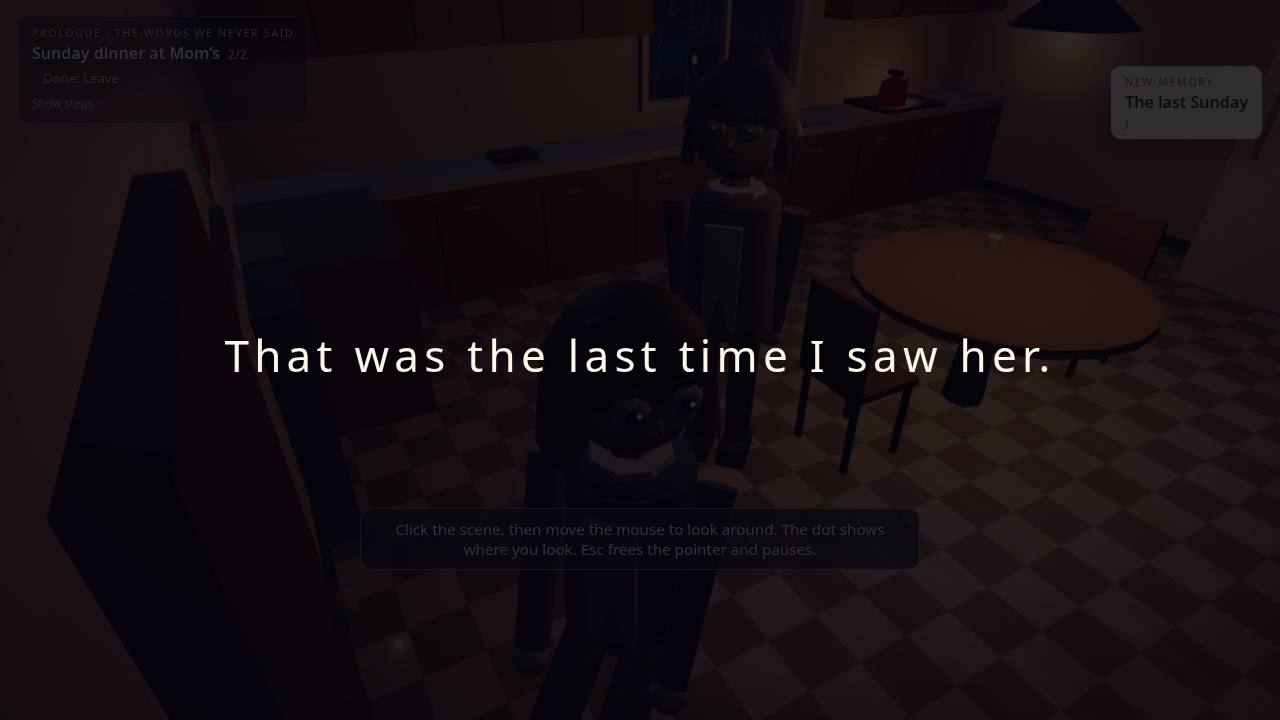 PROLOGUE · THE WORDS WE NEVER SAID
Sunday dinner at Mom's 2/2
Done: Leave
Show steps
NEW MEMORY
The last Sunday
J
That was the last time I saw her.
Click the scene, then move the mouse to look around. The dot shows
where you look. Esc frees the pointer and pauses.